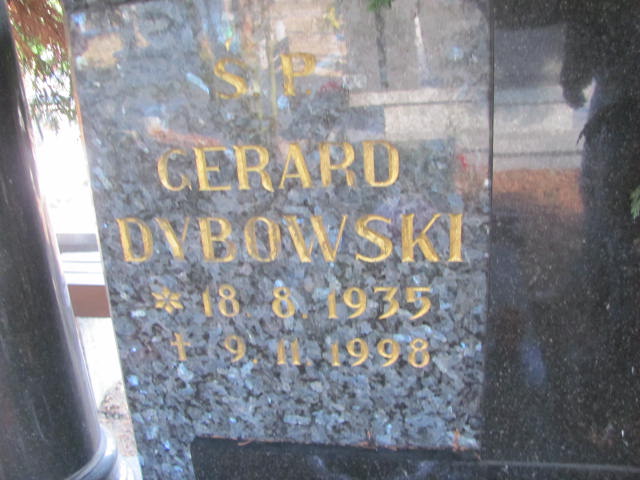 Ś.P.
GERARD
DYBOWSKI
* 18.8.1935
† 9.11.1998